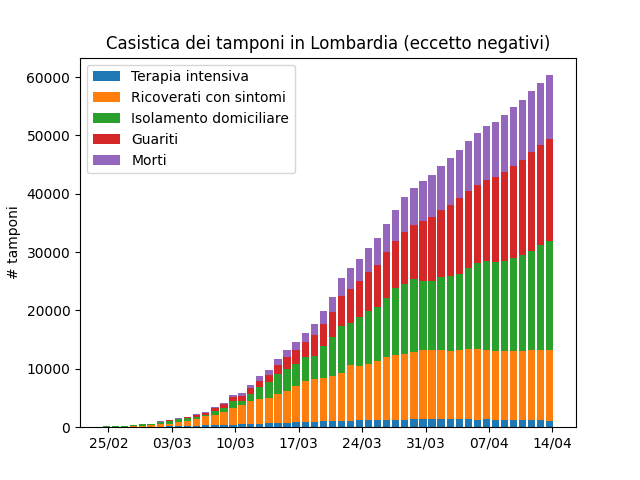 Casistica dei tamponi in Lombardia (eccetto negativi)
Terapia intensiva
Ricoverati con sintomi
Isolamento domiciliare
Guariti
Morti
# tamponi
60000
50000
40000
30000
20000
10000
0
25/02 03/03 10/03 17/03 24/03 31/03 07/04 14/04